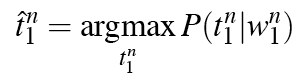 t̂₁ⁿ = argmax P(t₁ⁿ|w₁ⁿ)
t₁ⁿ